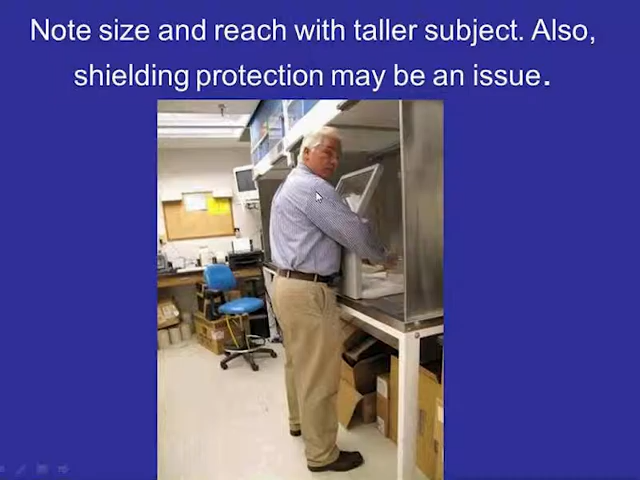 Note size and reach with taller subject. Also,
shielding protection may be an issue.